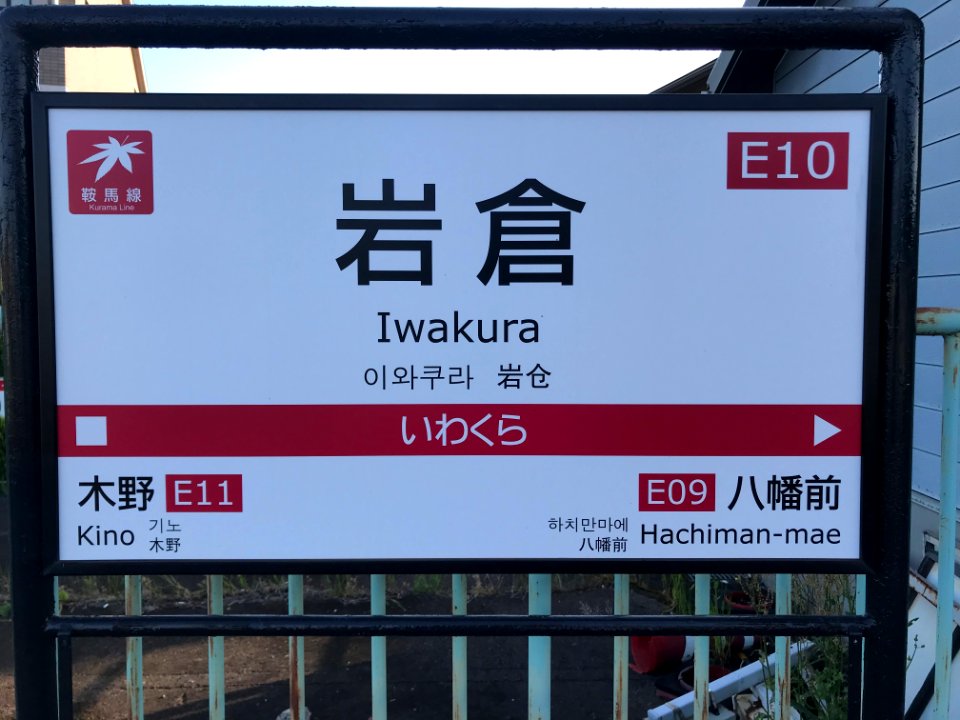 鞍馬線
Kurama Line
E10
岩倉
Iwakura
이와쿠라 岩仓
いわくら
木野 E11
Kino 기노
木野
E09 八幡前
하치만마에
八幡前 Hachiman-mae